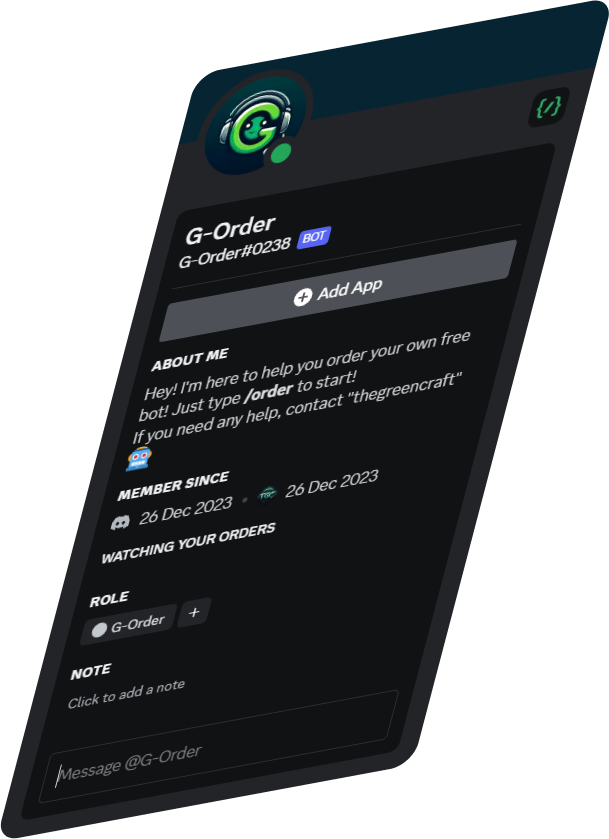 {/}
G-Order
G-Order#0238 BOT
Add App
ABOUT ME
Hey! I'm here to help you order your own free
bot! Just type /order to start!
If you need any help, contact "thegreencraft"
MEMBER SINCE
26 Dec 2023 • 26 Dec 2023
WATCHING YOUR ORDERS
ROLE
G-Order +
NOTE
Click to add a note
Message @G-Order